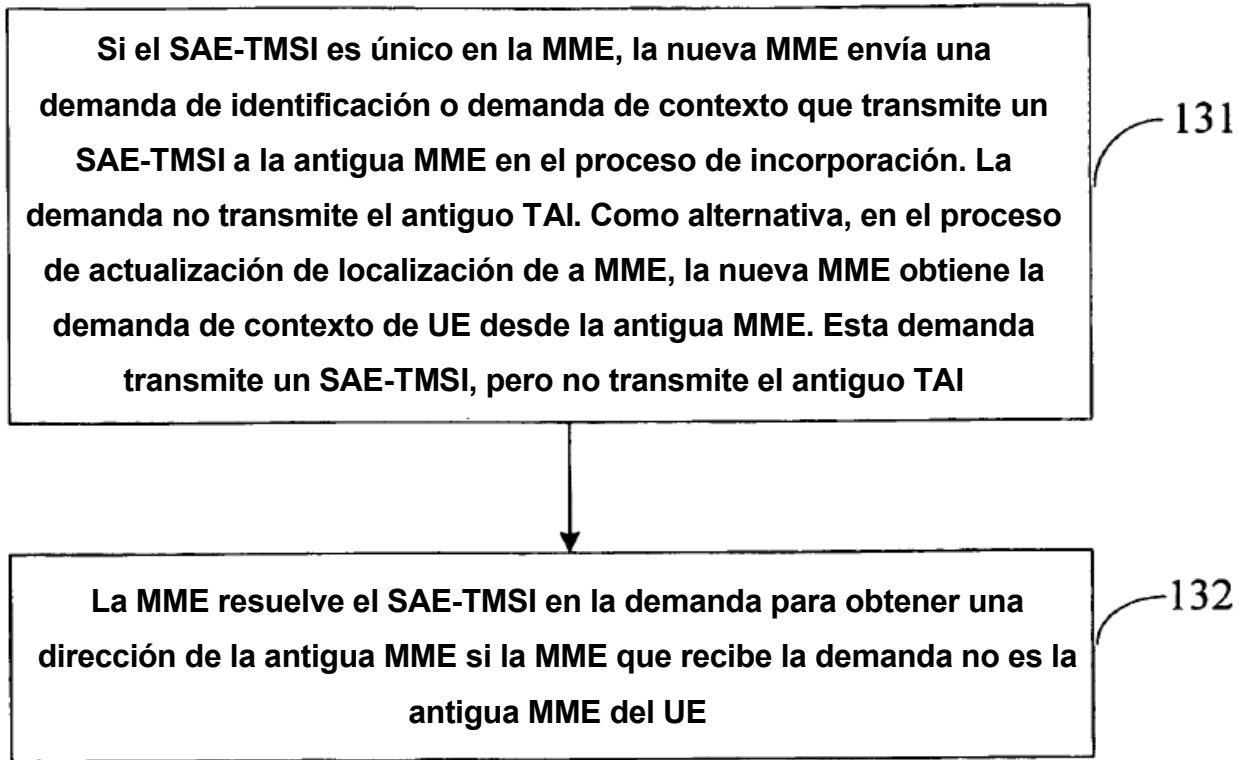 Si el SAE-TMSI es único en la MME, la nueva MME envía una
demanda de identificación o demanda de contexto que transmite un
SAE-TMSI a la antigua MME en el proceso de incorporación. La
demanda no transmite el antiguo TAI. Como alternativa, en el proceso
de actualización de localización de a MME, la nueva MME obtiene la
demanda de contexto de UE desde la antigua MME. Esta demanda
transmite un SAE-TMSI, pero no transmite el antiguo TAI
131
La MME resuelve el SAE-TMSI en la demanda para obtener una
dirección de la antigua MME si la MME que recibe la demanda no es la
antigua MME del UE
132